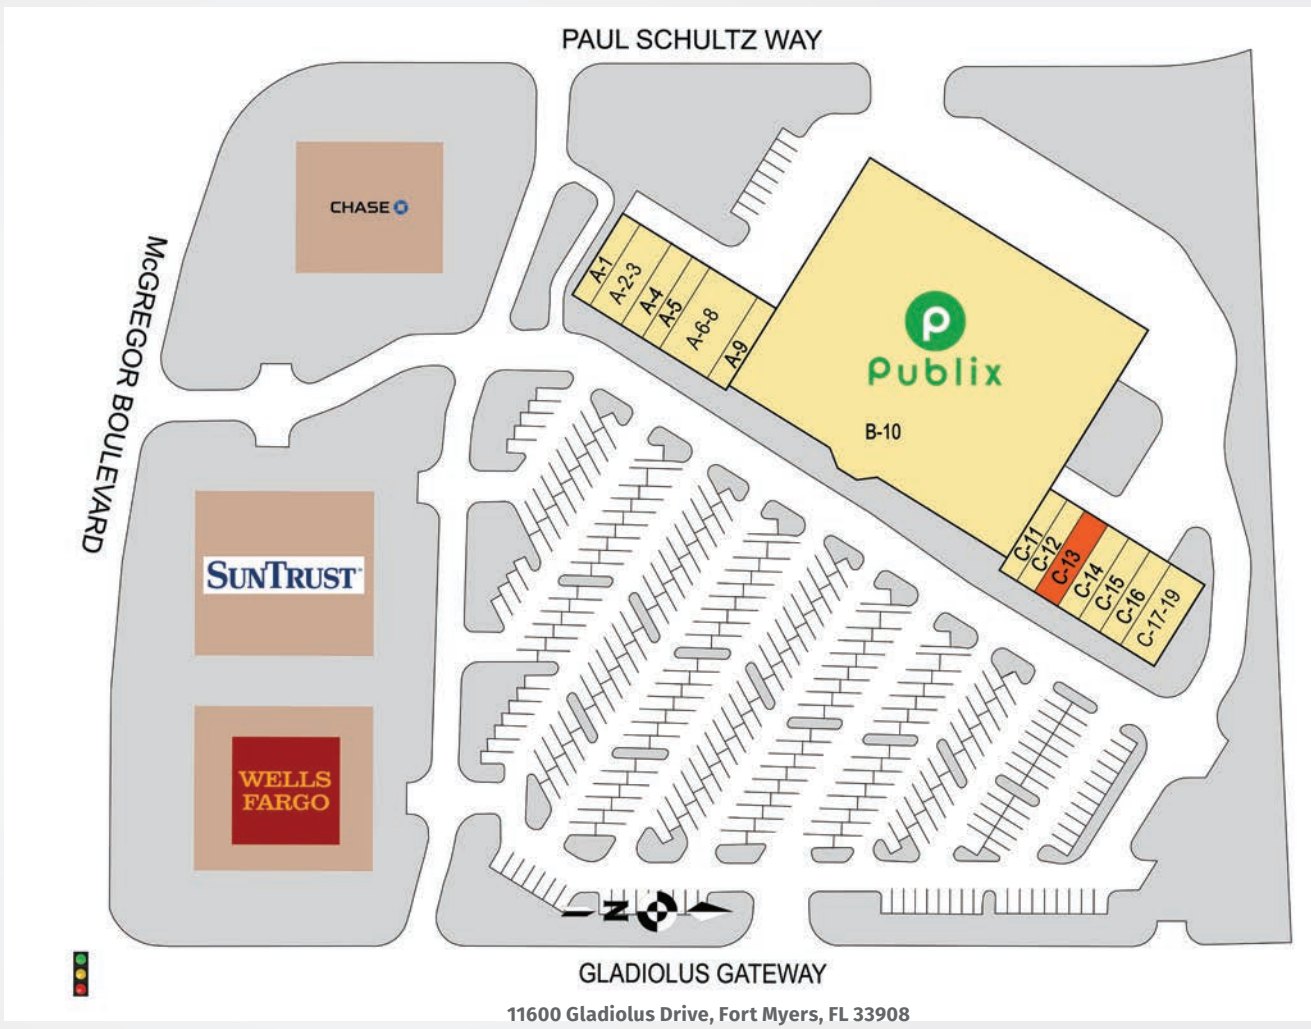 PAUL SCHULTZ WAY
CHASE
McGREGOR BOULEVARD
A-1
A-2-3
A-4
A-5
A-6-8
A-9
Publix
B-10
SUNTRUST
C-11
C-12
C-13
C-14
C-15
C-16
C-17-19
WELLS
FARGO
N
GLADIOLUS GATEWAY
11600 Gladiolus Drive, Fort Myers, FL 33908